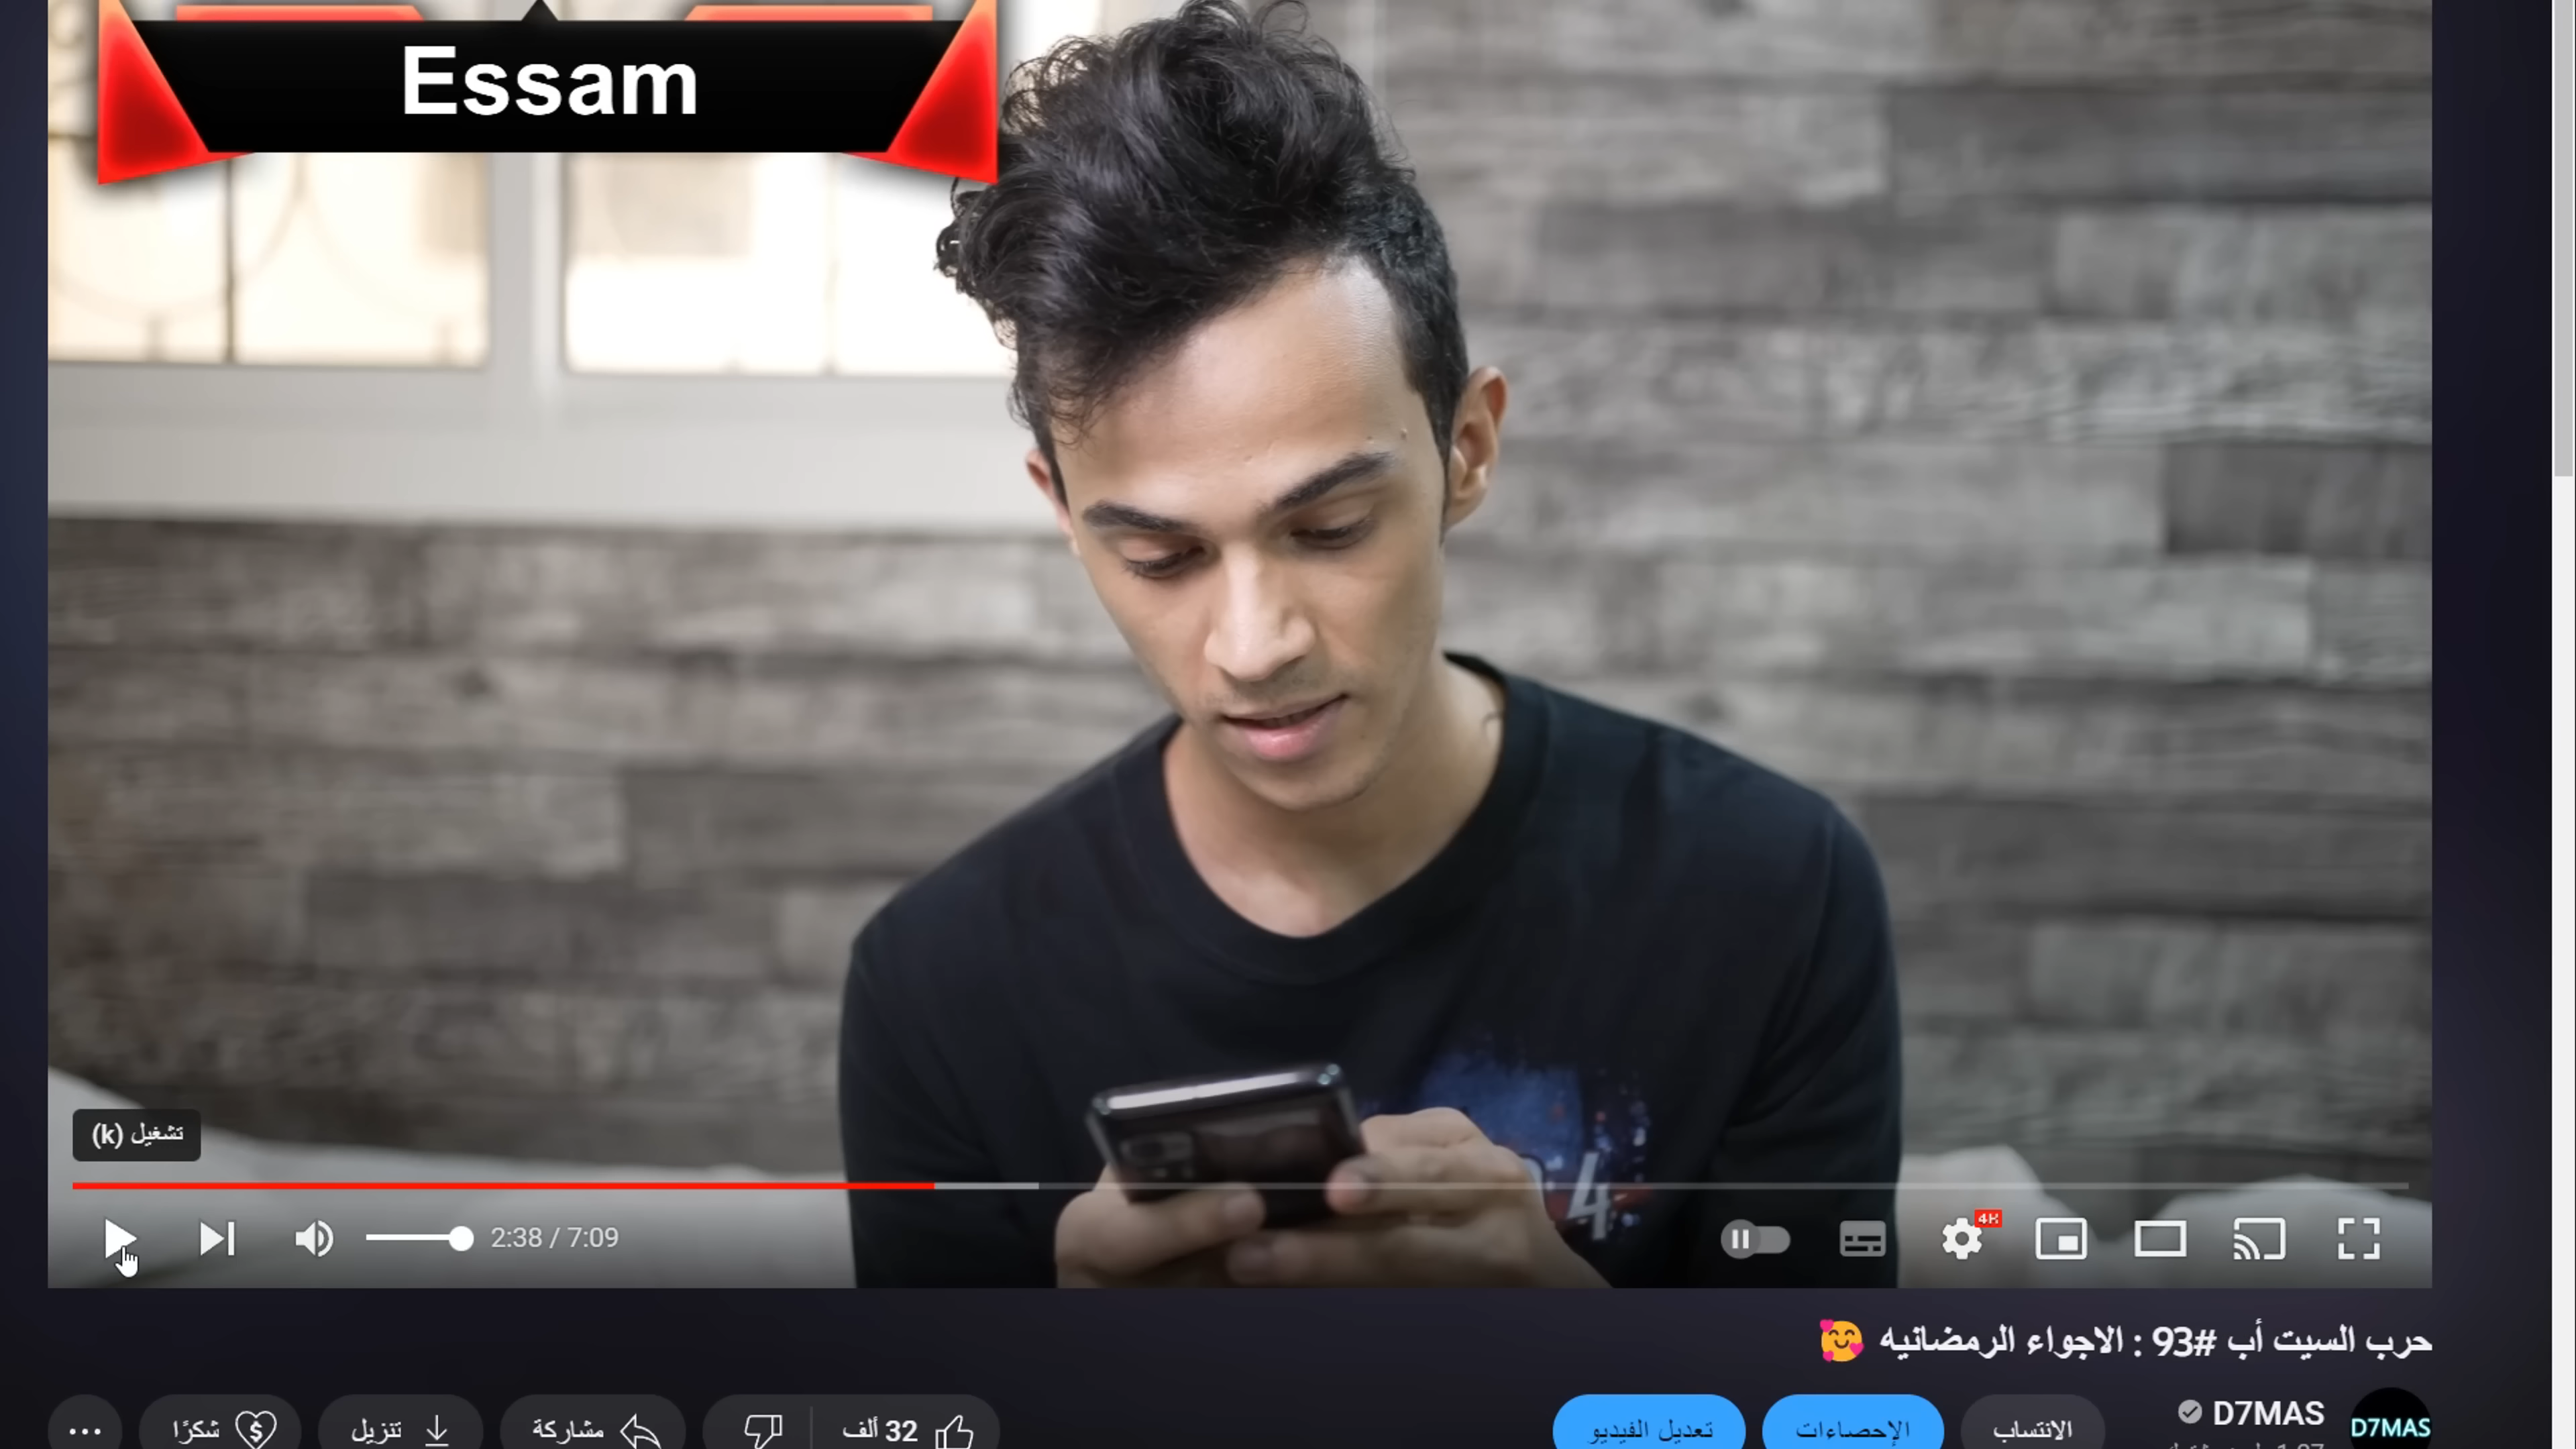 Essam
تشغيل (k)
2:38 / 7:09
4K
حرب السيت أب #93 : الاجواء الرمضانيه 🥰
D7MAS
D7MAS
الانتساب
الإحصاءات
تعديل الفيديو
32 ألف
مشاركة
تنزيل
شكرًا